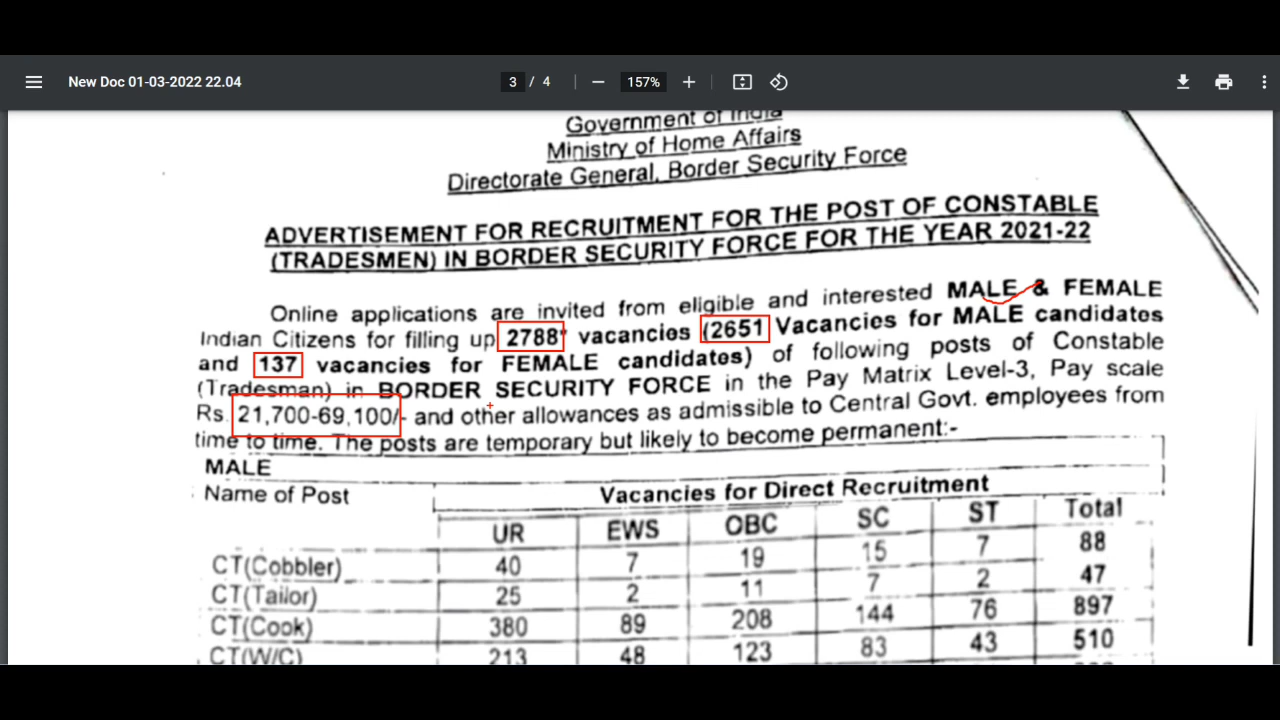 New Doc 01-03-2022 22.04
3 / 4
157%
Government of India
Ministry of Home Affairs
Directorate General, Border Security Force
ADVERTISEMENT FOR RECRUITMENT FOR THE POST OF CONSTABLE
(TRADESMEN) IN BORDER SECURITY FORCE FOR THE YEAR 2021-22
Online applications are invited from eligible and interested MALE & FEMALE
Indian Citizens for filling up 2788* vacancies (2651 Vacancies for MALE candidates
and 137 vacancies for FEMALE candidates) of following posts of Constable
(Tradesman) in BORDER SECURITY FORCE in the Pay Matrix Level-3, Pay scale
Rs. 21,700-69,100/- and other allowances as admissible to Central Govt. employees from
time to time. The posts are temporary but likely to become permanent:-
MALE
Name of Post Vacancies for Direct Recruitment
UR EWS OBC SC ST Total
CT(Cobbler) 40 7 19 15 7 88
CT(Tailor) 25 2 11 7 2 47
CT(Cook) 380 89 208 144 76 897
CT(W/C) 213 48 123 83 43 510